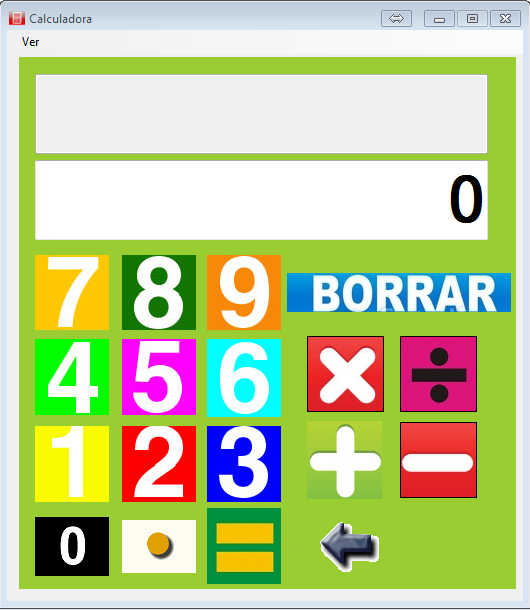 Calculadora
Ver
0
7 8 9 BORRAR
4 5 6 × ÷
1 2 3 + −
0 . =